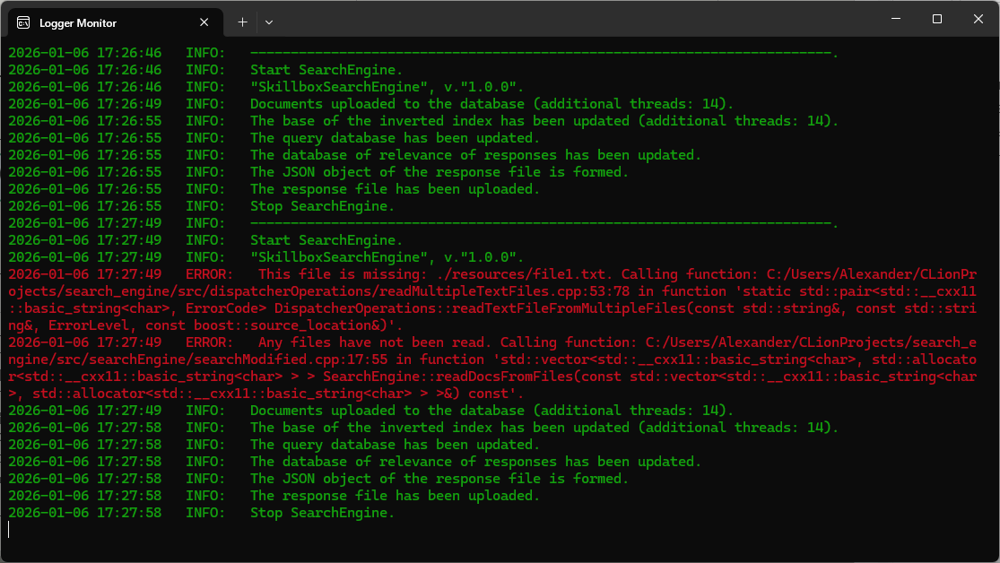 Logger Monitor
2026-01-06 17:26:46   INFO:   ------------------------------------------------------------------------.
2026-01-06 17:26:46   INFO:   Start SearchEngine.
2026-01-06 17:26:46   INFO:   "SkillboxSearchEngine", v."1.0.0".
2026-01-06 17:26:49   INFO:   Documents uploaded to the database (additional threads: 14).
2026-01-06 17:26:55   INFO:   The base of the inverted index has been updated (additional threads: 14).
2026-01-06 17:26:55   INFO:   The query database has been updated.
2026-01-06 17:26:55   INFO:   The database of relevance of responses has been updated.
2026-01-06 17:26:55   INFO:   The JSON object of the response file is formed.
2026-01-06 17:26:55   INFO:   The response file has been uploaded.
2026-01-06 17:26:55   INFO:   Stop SearchEngine.
2026-01-06 17:27:49   INFO:   ------------------------------------------------------------------------.
2026-01-06 17:27:49   INFO:   Start SearchEngine.
2026-01-06 17:27:49   INFO:   "SkillboxSearchEngine", v."1.0.0".
2026-01-06 17:27:49   ERROR:   This file is missing: ./resources/file1.txt. Calling function: C:/Users/Alexander/CLionPr
ojects/search_engine/src/dispatcherOperations/readMultipleTextFiles.cpp:53:78 in function 'static std::pair<std::__cxx11
::basic_string<char>, ErrorCode> DispatcherOperations::readTextFileFromMultipleFiles(const std::string&, const std::stri
ng&, ErrorLevel, const boost::source_location&)'.
2026-01-06 17:27:49   ERROR:   Any files have not been read. Calling function: C:/Users/Alexander/CLionProjects/search_e
ngine/src/searchEngine/searchModified.cpp:17:55 in function 'std::vector<std::__cxx11::basic_string<char>, std::allocato
r<std::__cxx11::basic_string<char> > > SearchEngine::readDocsFromFiles(const std::vector<std::__cxx11::basic_string<char
>, std::allocator<std::__cxx11::basic_string<char> > >&) const'.
2026-01-06 17:27:49   INFO:   Documents uploaded to the database (additional threads: 14).
2026-01-06 17:27:58   INFO:   The base of the inverted index has been updated (additional threads: 14).
2026-01-06 17:27:58   INFO:   The query database has been updated.
2026-01-06 17:27:58   INFO:   The database of relevance of responses has been updated.
2026-01-06 17:27:58   INFO:   The JSON object of the response file is formed.
2026-01-06 17:27:58   INFO:   The response file has been uploaded.
2026-01-06 17:27:58   INFO:   Stop SearchEngine.